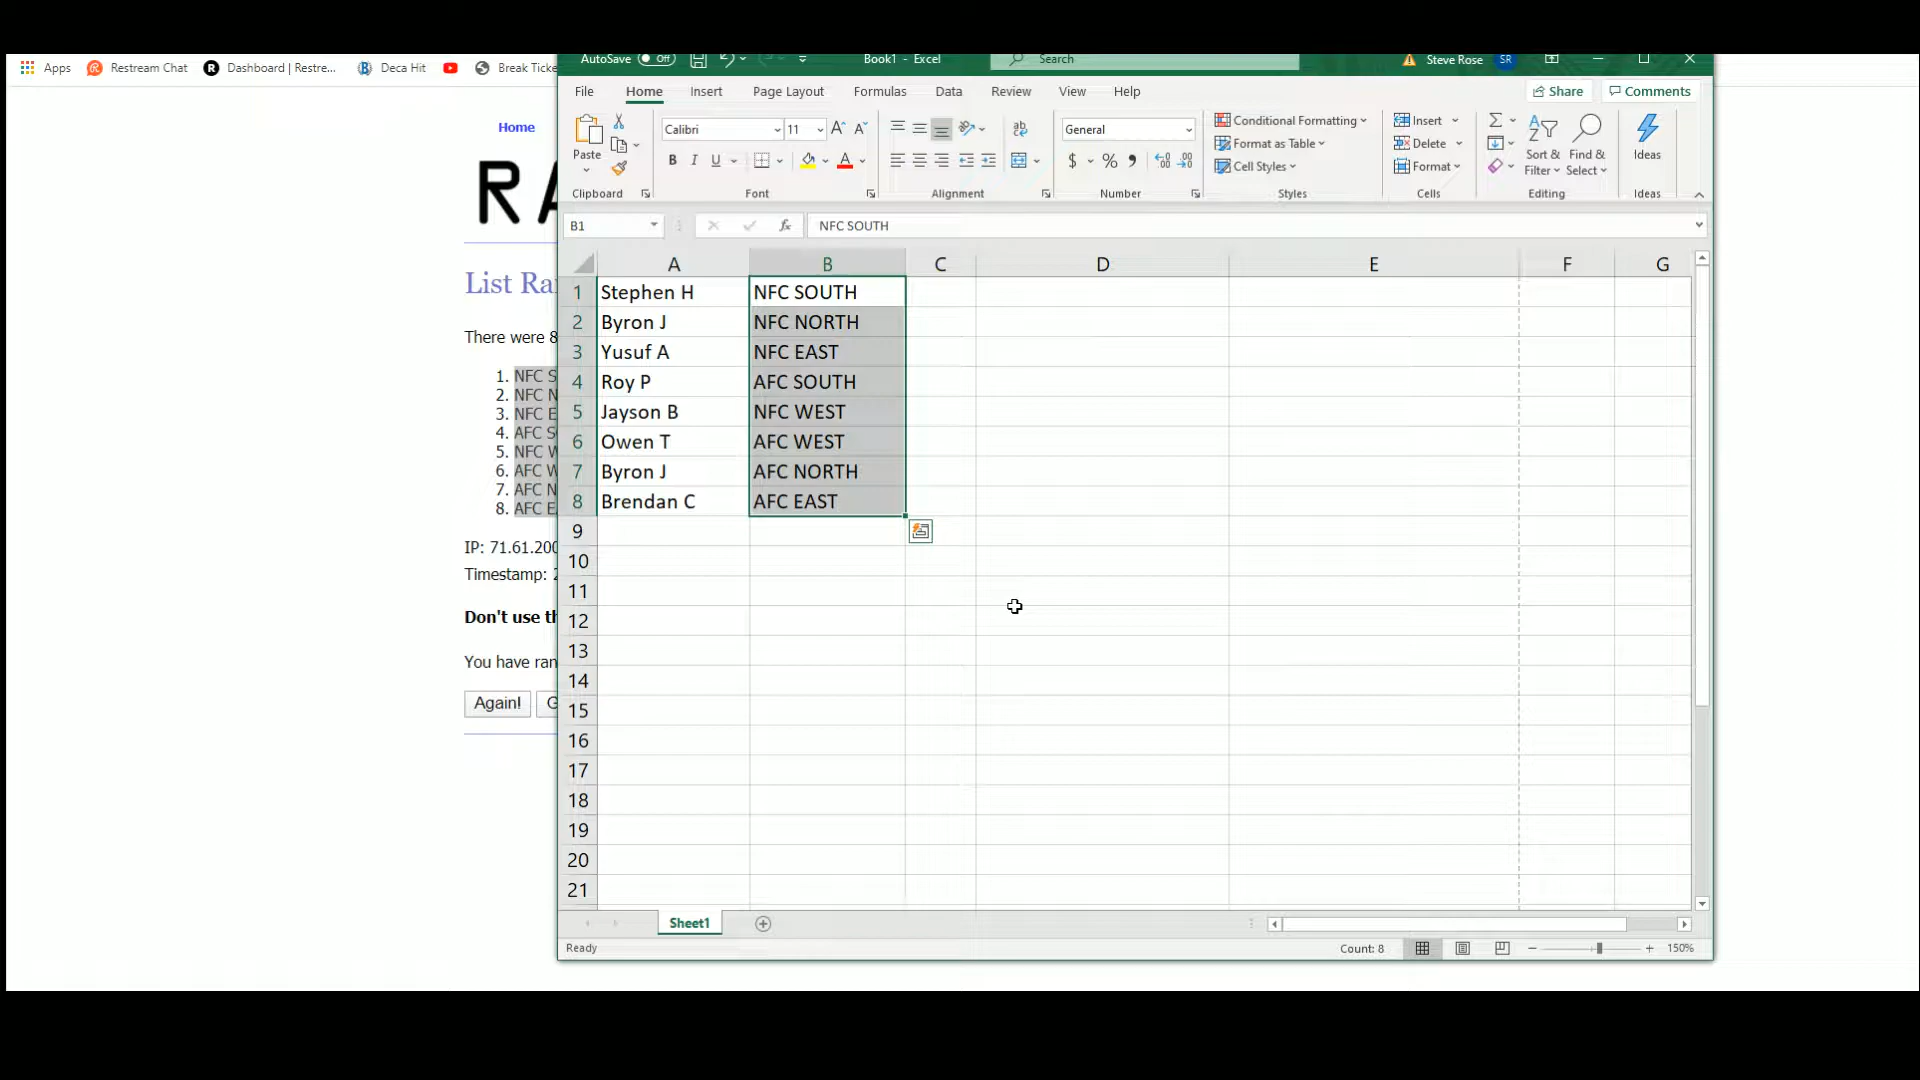 Apps Restream Chat Dashboard | Restre... Deca Hit Break Ticke
Home
RA
List Ra
There were 8
1. NFC S
2. NFC N
3. NFC E
4. AFC S
5. NFC W
6. AFC W
7. AFC N
8. AFC E
IP: 71.61.200
Timestamp: 2
Don't use th
You have ran
Again! G
AutoSave Off Book1 - Excel Search Steve Rose SR
File Home Insert Page Layout Formulas Data Review View Help Share Comments
Paste Calibri 11 General Conditional Formatting Insert
B I U $ % Format as Table Delete Sort & Filter Find & Select Ideas
Cell Styles Format
Clipboard Font Alignment Number Styles Cells Editing Ideas
B1 fx NFC SOUTH
A B C D E F G
1 Stephen H NFC SOUTH
2 Byron J NFC NORTH
3 Yusuf A NFC EAST
4 Roy P AFC SOUTH
5 Jayson B NFC WEST
6 Owen T AFC WEST
7 Byron J AFC NORTH
8 Brendan C AFC EAST
9
10
11
12
13
14
15
16
17
18
19
20
21
Sheet1
Ready Count: 8 150%